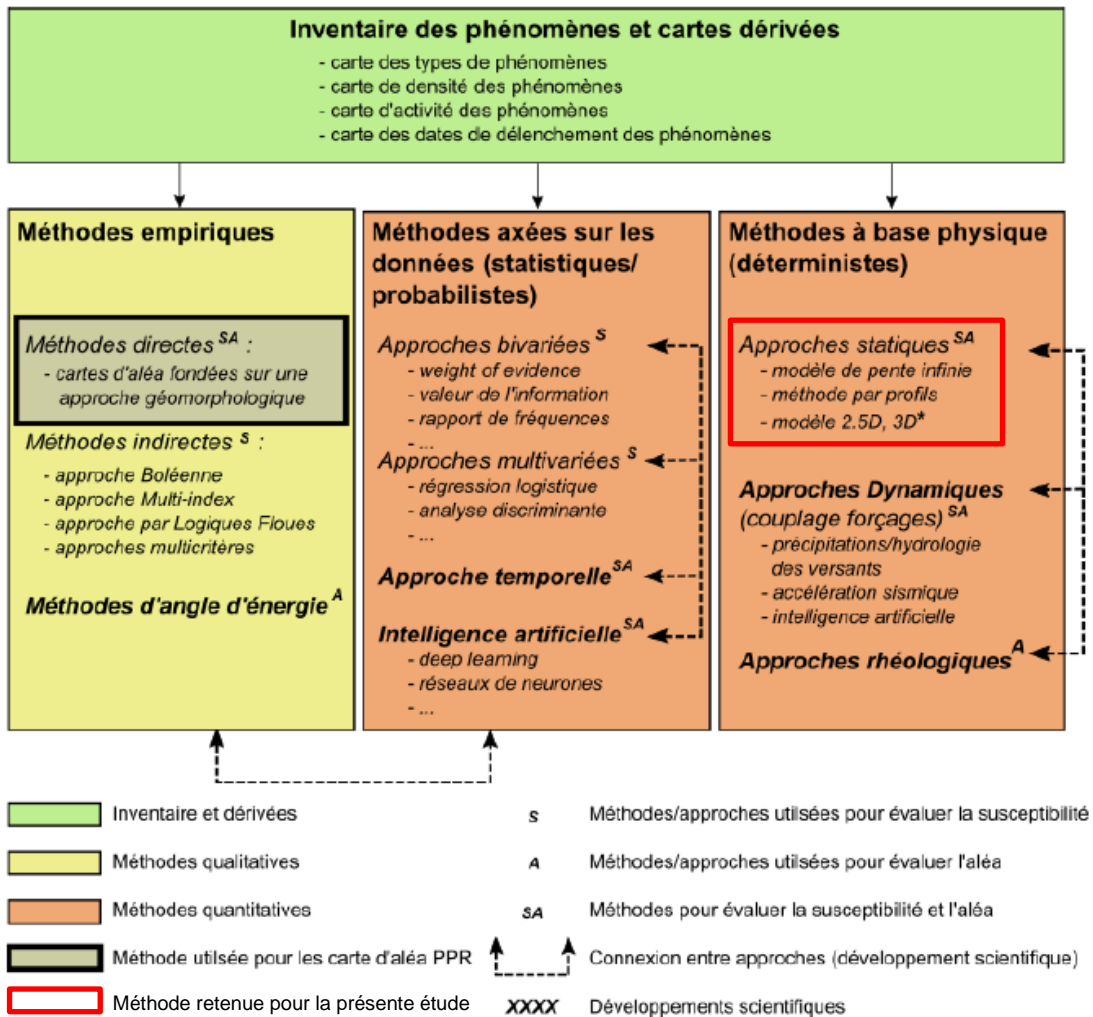 Inventaire des phénomènes et cartes dérivées
- carte des types de phénomènes
- carte de densité des phénomènes
- carte d'activité des phénomènes
- carte des dates de délenchement des phénomènes
Méthodes empiriques
Méthodes directes SA :
- cartes d'aléa fondées sur une
approche géomorphologique
Méthodes indirectes S :
- approche Boléenne
- approche Multi-index
- approche par Logiques Floues
- approches multicritères
Méthodes d'angle d'énergie A
Méthodes axées sur les
données (statistiques/
probabilistes)
Approches bivariées S
- weight of evidence
- valeur de l'information
- rapport de fréquences
- ...
Approches multivariées S
- régression logistique
- analyse discriminante
- ...
Approche temporelle SA
Intelligence artificielle SA
- deep learning
- réseaux de neurones
- ...
Méthodes à base physique
(déterministes)
Approches statiques SA
- modèle de pente infinie
- méthode par profils
- modèle 2.5D, 3D*
Approches Dynamiques
(couplage forçages) SA
- précipitations/hydrologie
des versants
- accélération sismique
- intelligence artificielle
Approches rhéologiques A
Inventaire et dérivées
Méthodes qualitatives
Méthodes quantitatives
Méthode utilsée pour les carte d'aléa PPR
Méthode retenue pour la présente étude
S Méthodes/approches utilsées pour évaluer la susceptibilité
A Méthodes/approches utilsées pour évaluer l'aléa
SA Méthodes pour évaluer la susceptibilité et l'aléa
Connexion entre approches (développement scientifique)
XXXX Développements scientifiques